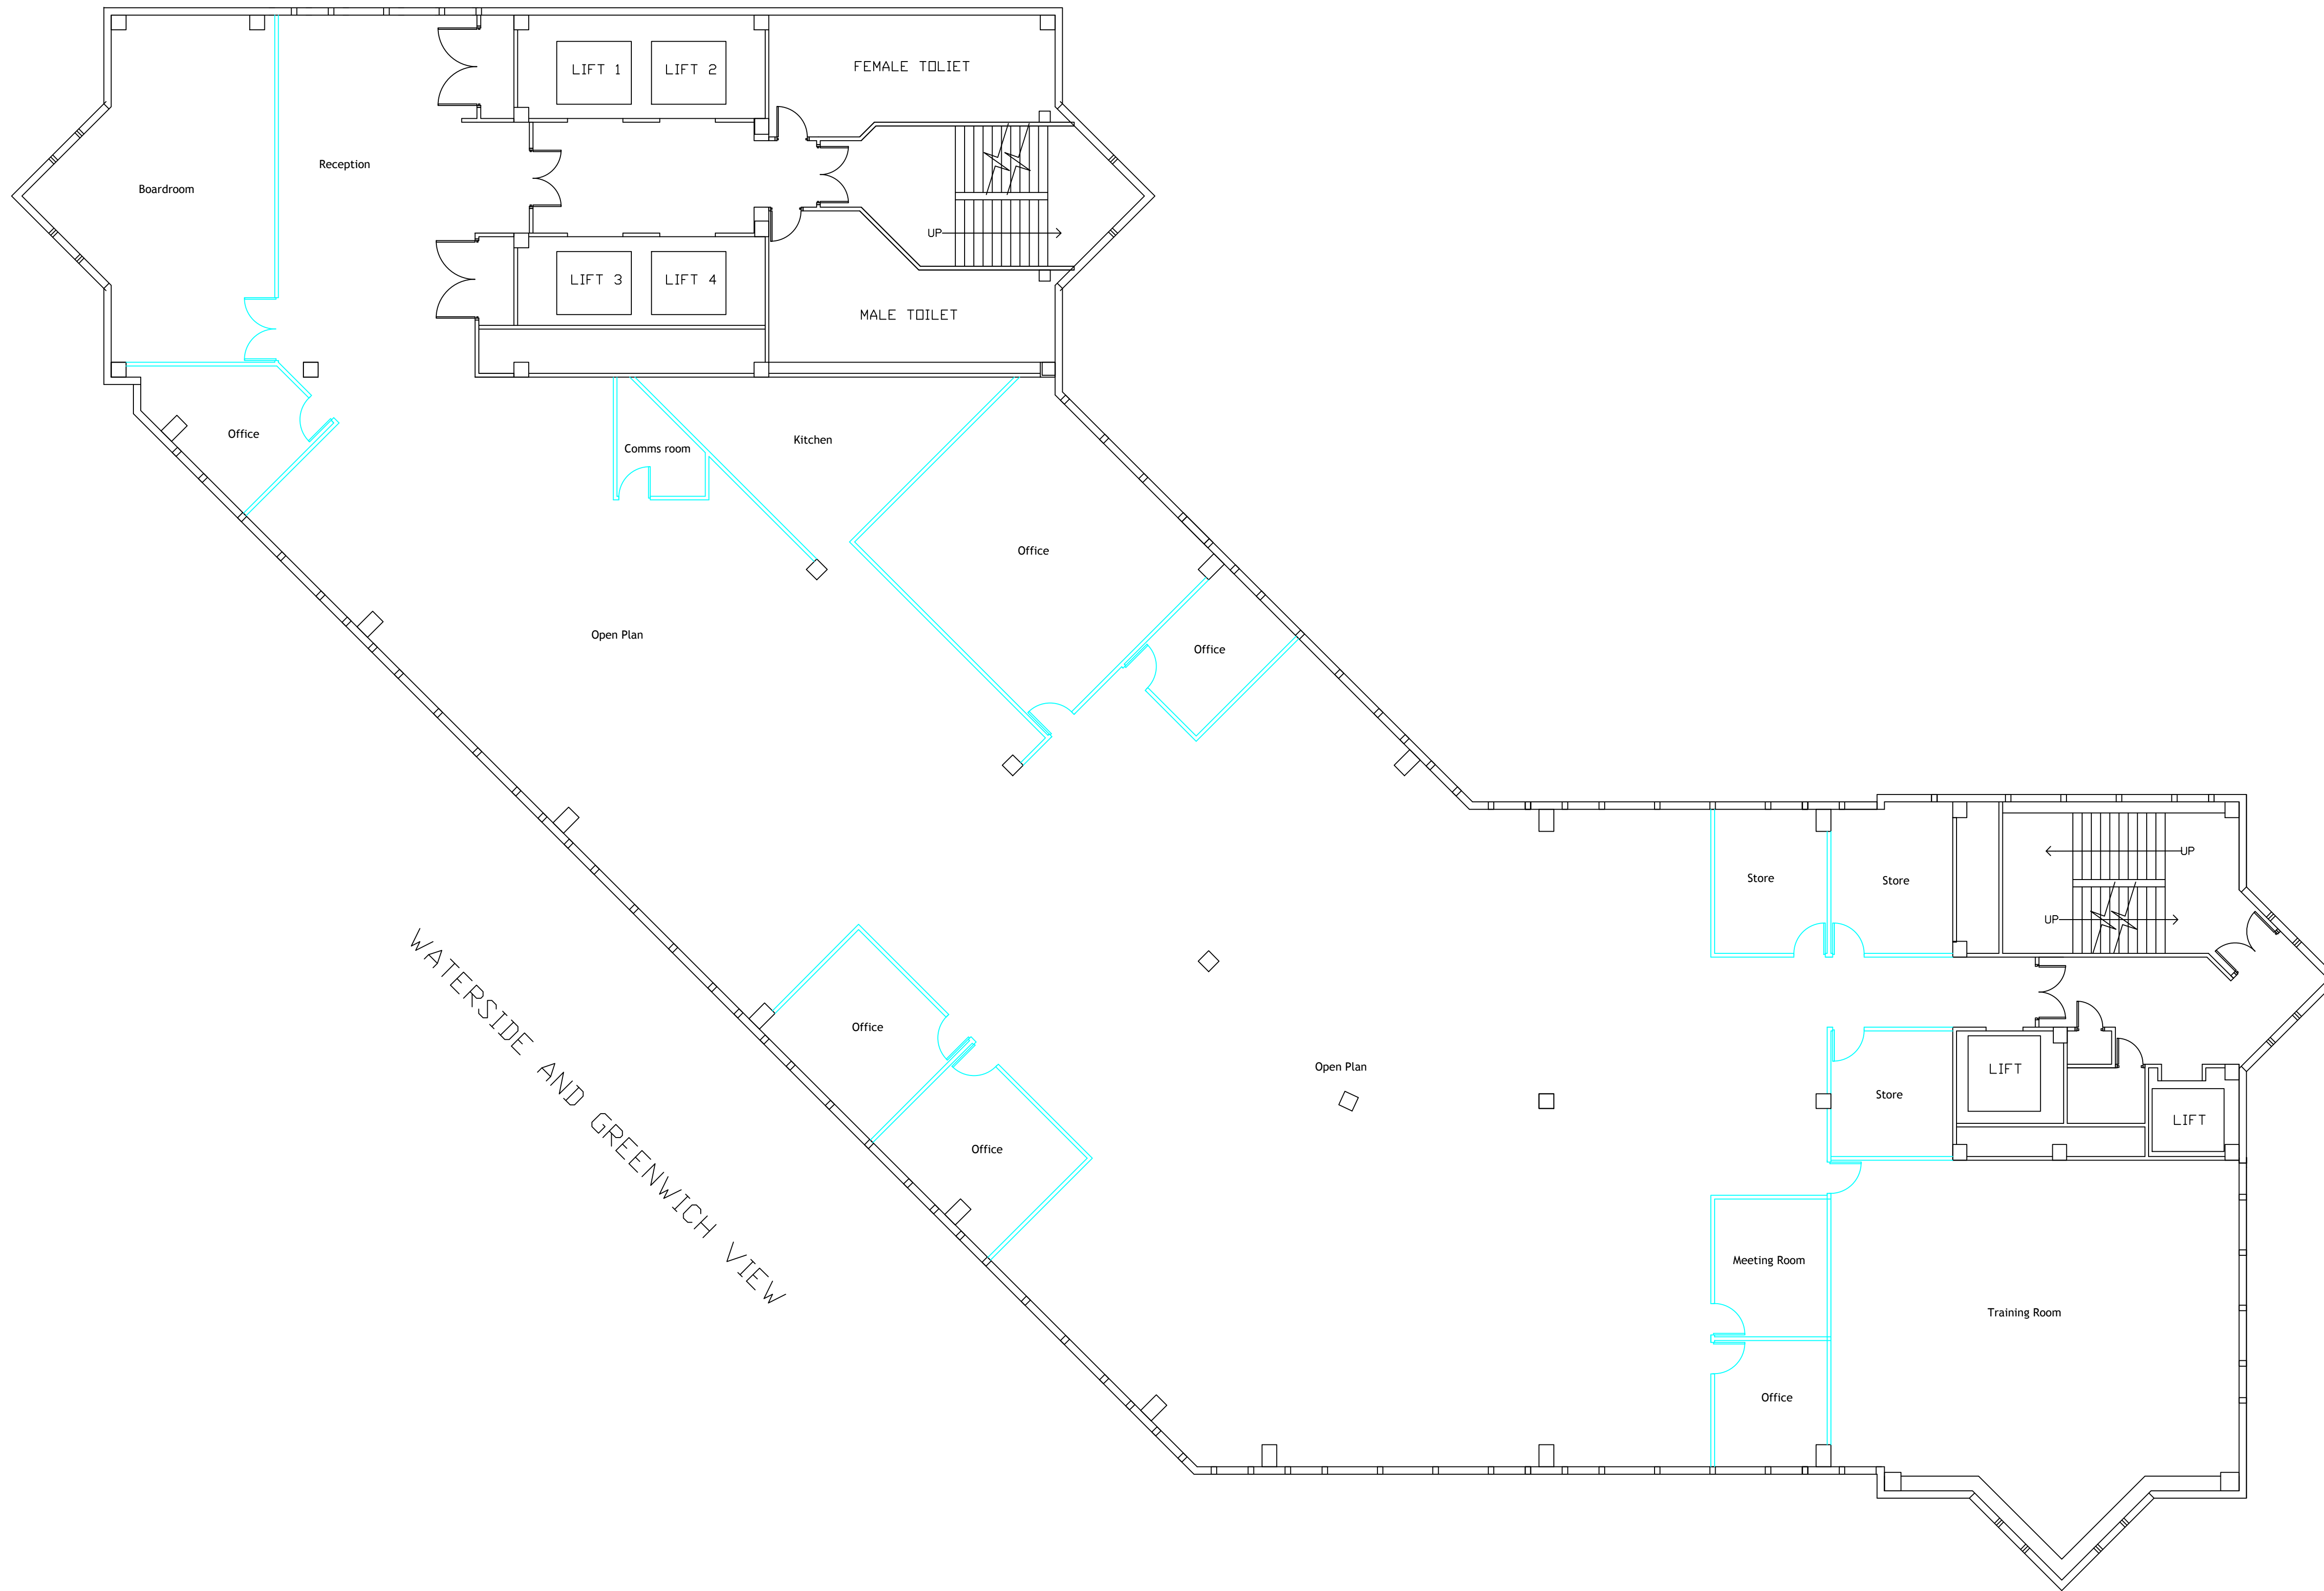 LIFT 1
LIFT 2
FEMALE TOLIET
Reception
Boardroom
UP
LIFT 3
LIFT 4
MALE TOILET
Office
Comms room
Kitchen
Office
Open Plan
Office
UP
Store
Store
UP
WATERSIDE AND GREENWICH VIEW
Office
Open Plan
LIFT
Store
LIFT
Office
Meeting Room
Training Room
Office